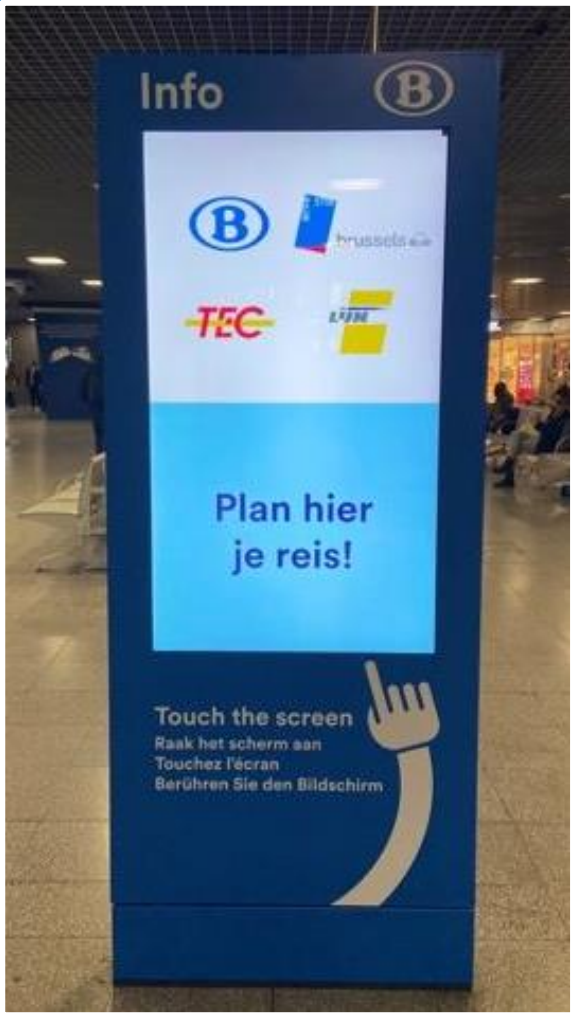 Info
B
B
brussels
TEC
Plan hier
je reis!
Touch the screen
Raak het scherm aan
Touchez l'écran
Berühren Sie den Bildschirm